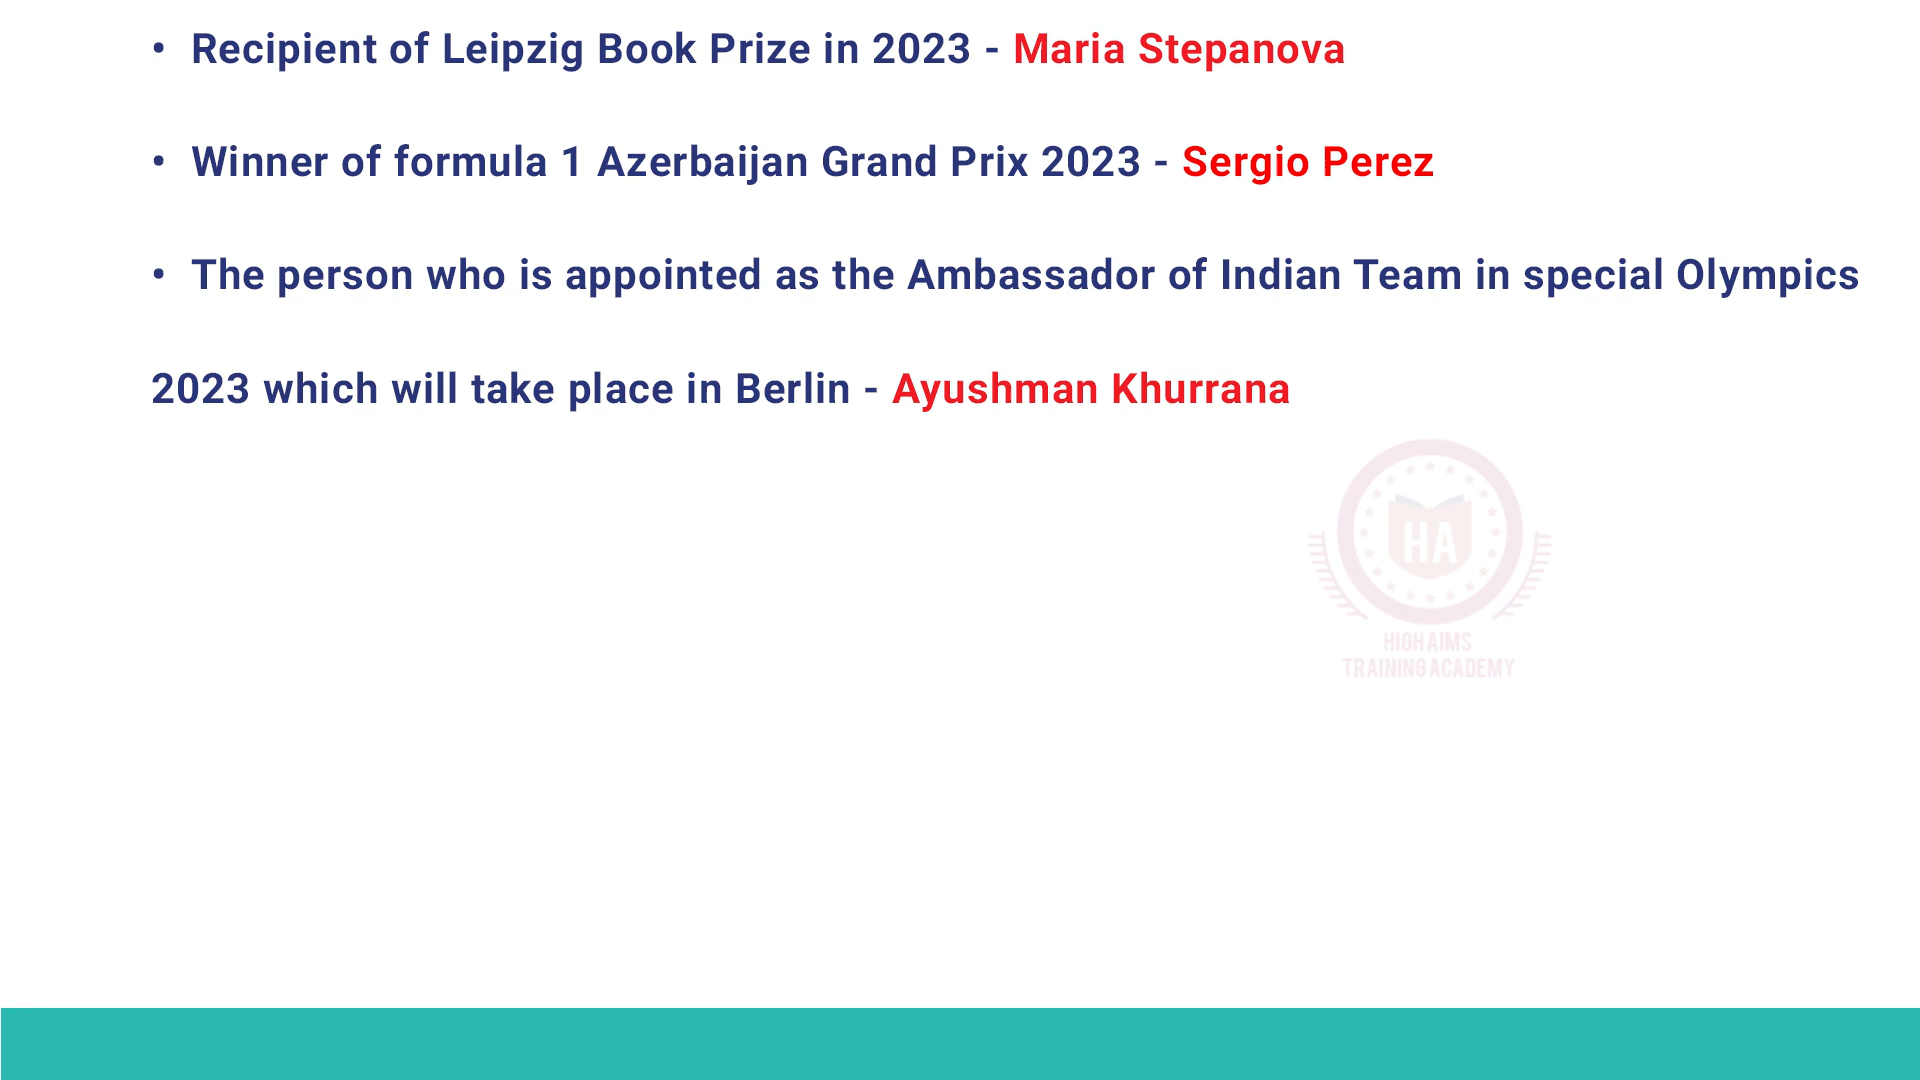 • Recipient of Leipzig Book Prize in 2023 - Maria Stepanova
• Winner of formula 1 Azerbaijan Grand Prix 2023 - Sergio Perez
• The person who is appointed as the Ambassador of Indian Team in special Olympics
2023 which will take place in Berlin - Ayushman Khurrana
HA
HIGH AIMS
TRAINING ACADEMY